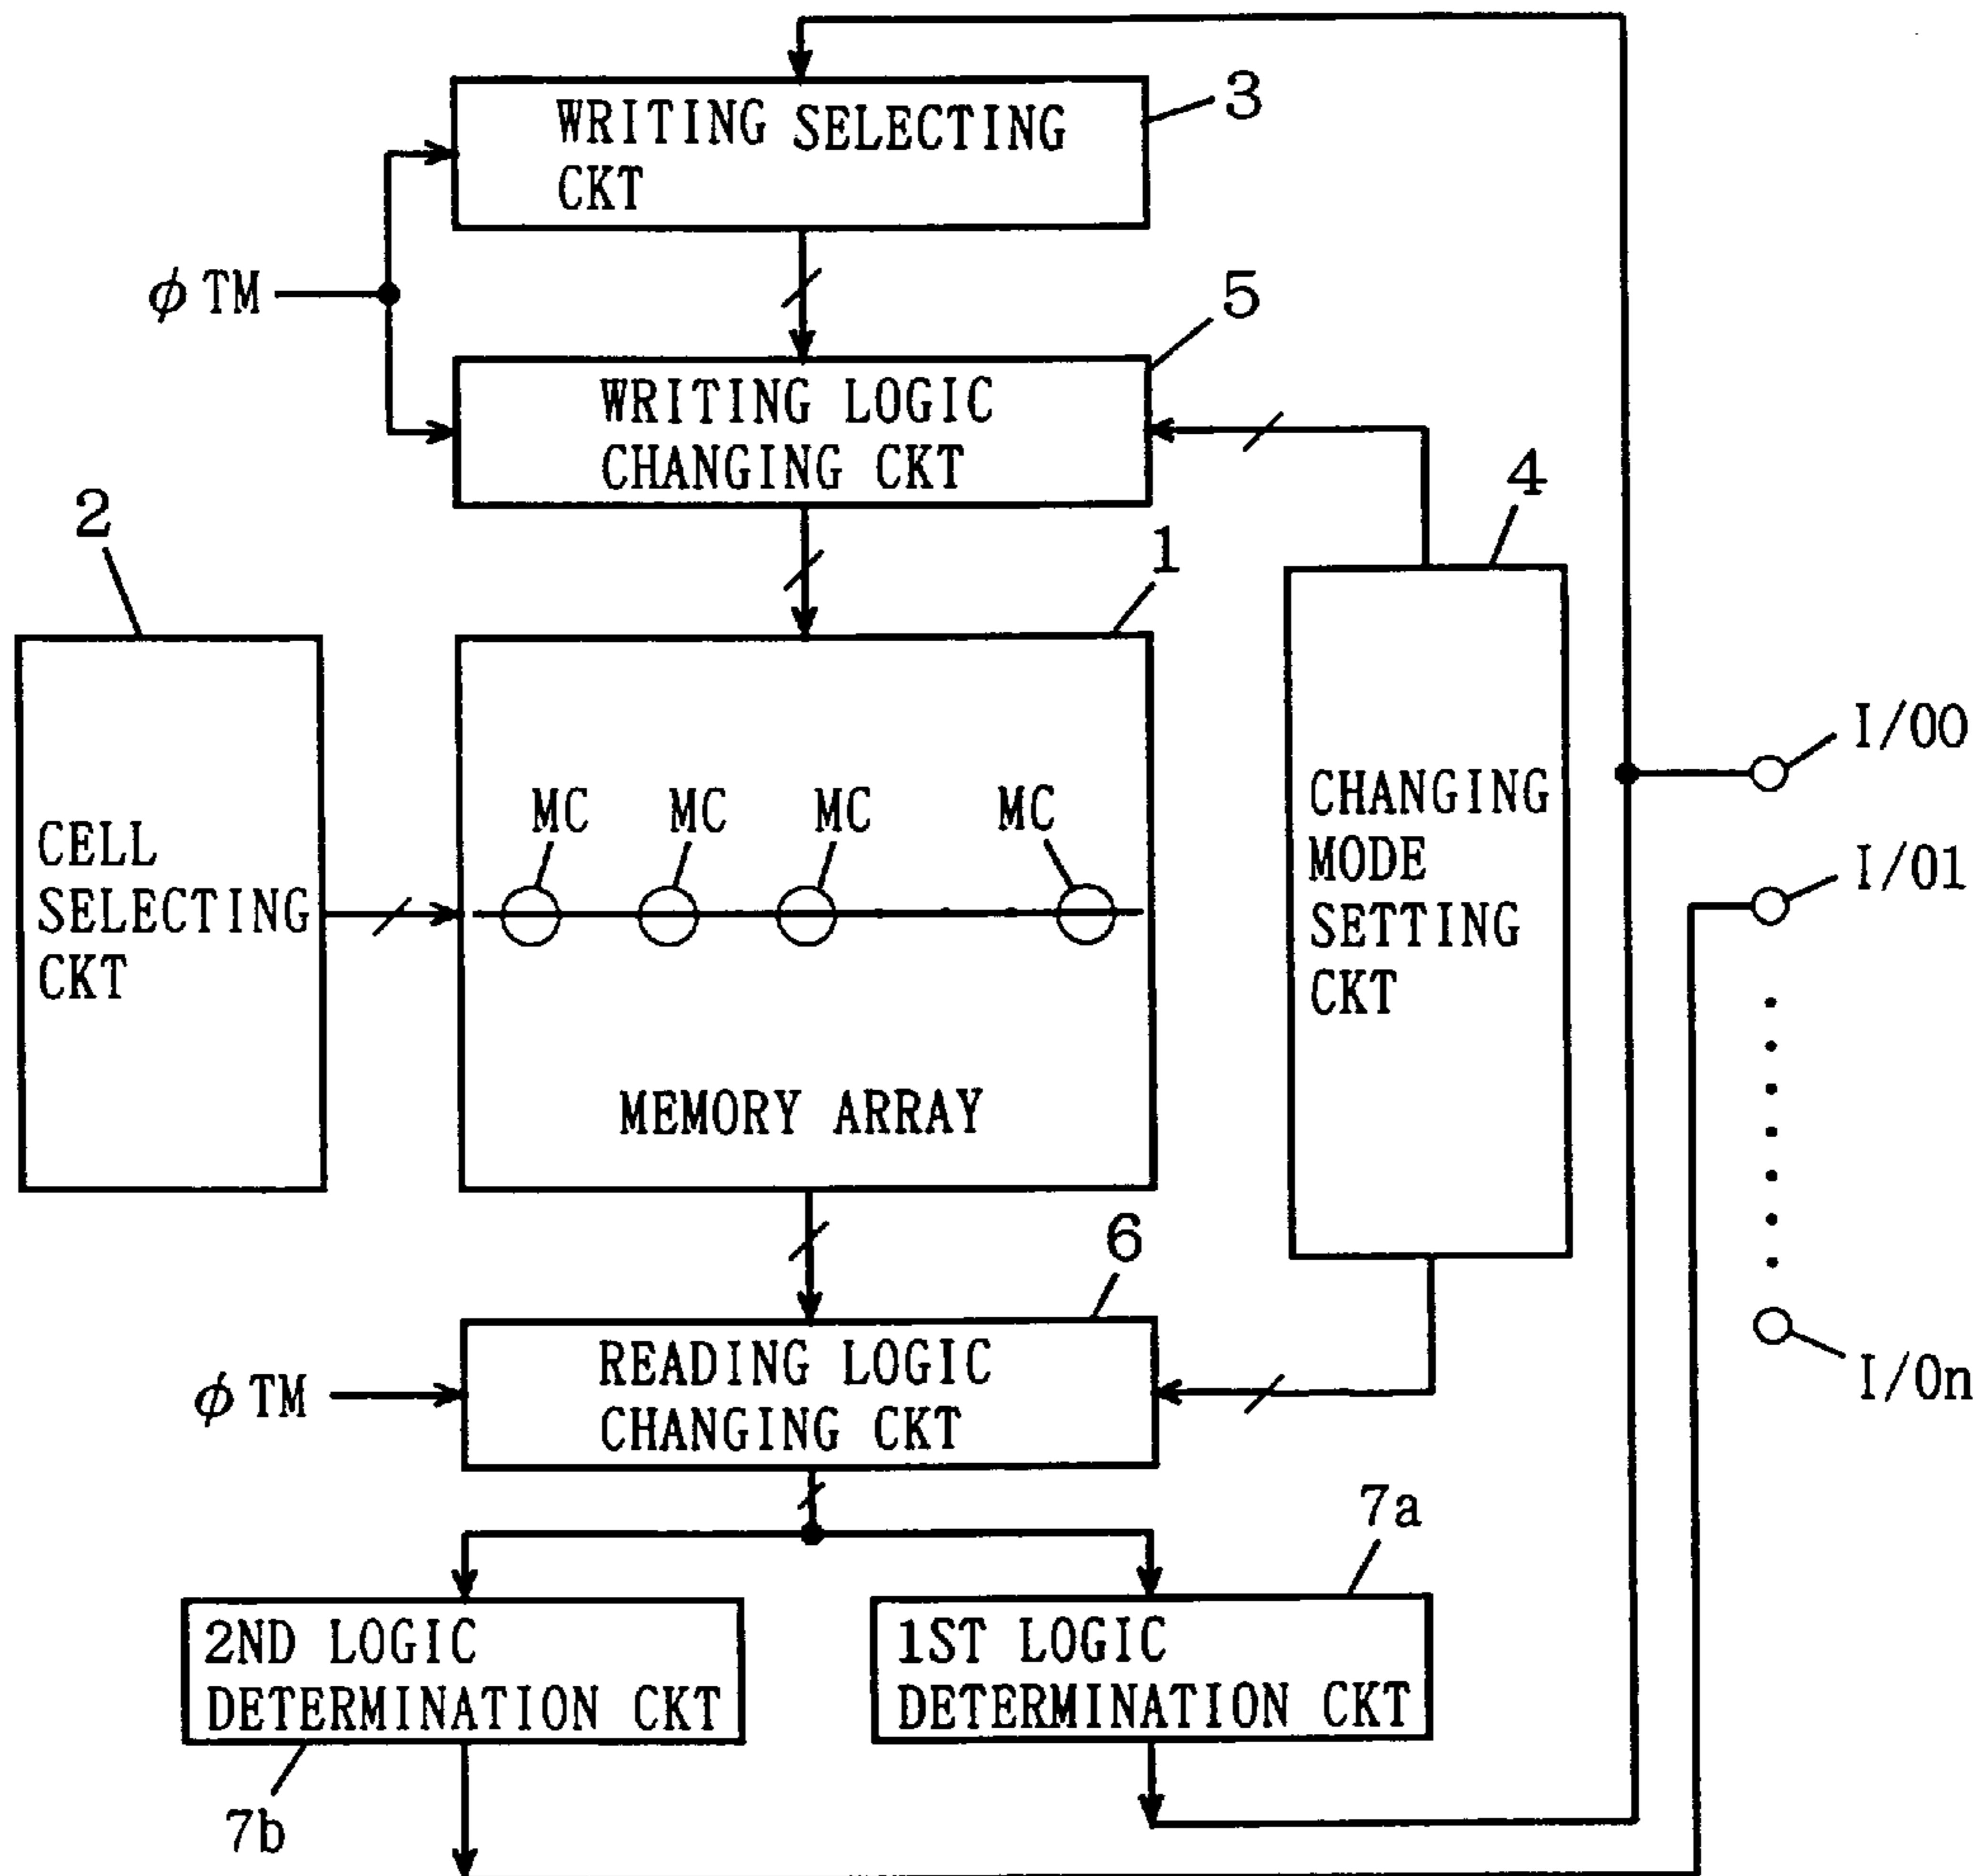 3
WRITING SELECTING
CKT
φTM
5
WRITING LOGIC
CHANGING CKT
2
4
1
I/O0
MC MC MC MC
CHANGING
MODE
SETTING
CKT
CELL
SELECTING
CKT
I/O1
MEMORY ARRAY
6
I/On
READING LOGIC
CHANGING CKT
φTM
7a
2ND LOGIC
DETERMINATION CKT
1ST LOGIC
DETERMINATION CKT
7b